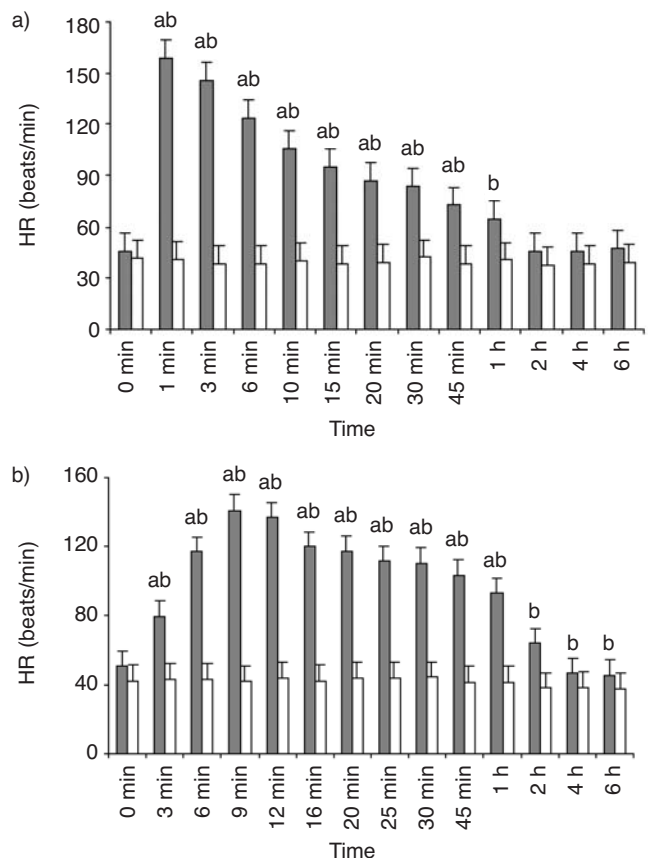 a)
HR (beats/min)
180
150
120
90
60
30
0
ab
ab
ab
ab
ab
ab
ab
ab
b
0 min
1 min
3 min
6 min
10 min
15 min
20 min
30 min
45 min
1 h
2 h
4 h
6 h
Time
b)
HR (beats/min)
160
120
80
40
0
ab
ab
ab
ab
ab
ab
ab
ab
ab
ab
b
b
b
0 min
3 min
6 min
9 min
12 min
16 min
20 min
25 min
30 min
45 min
1 h
2 h
4 h
6 h
Time